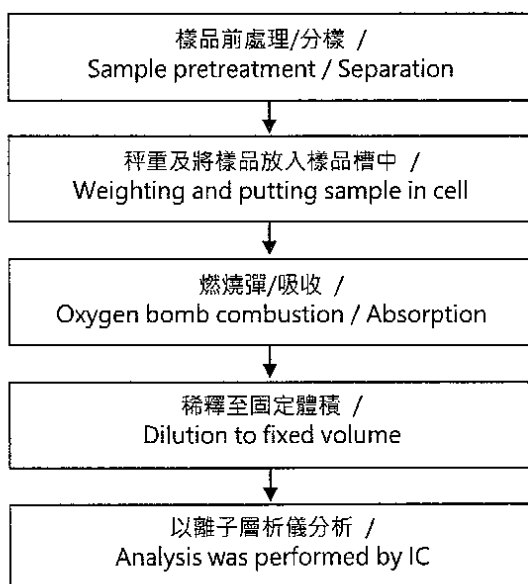 樣品前處理/分樣 /
Sample pretreatment / Separation
秤重及將樣品放入樣品槽中 /
Weighting and putting sample in cell
燃燒彈/吸收 /
Oxygen bomb combustion / Absorption
稀釋至固定體積 /
Dilution to fixed volume
以離子層析儀分析 /
Analysis was performed by IC